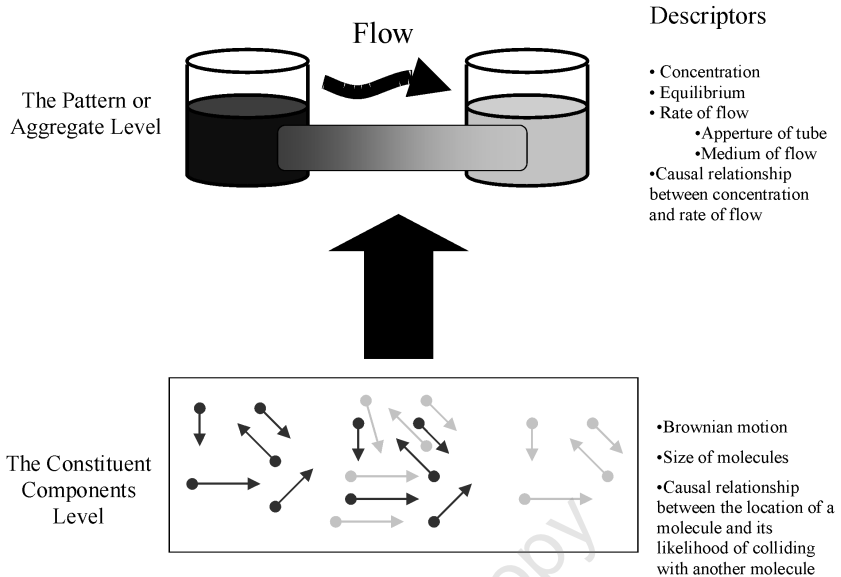 Descriptors
Flow
The Pattern or
Aggregate Level
• Concentration
• Equilibrium
• Rate of flow
•Apperture of tube
•Medium of flow
•Causal relationship
between concentration
and rate of flow
The Constituent
Components
Level
•Brownian motion
•Size of molecules
•Causal relationship
between the location of a
molecule and its
likelihood of colliding
with another molecule